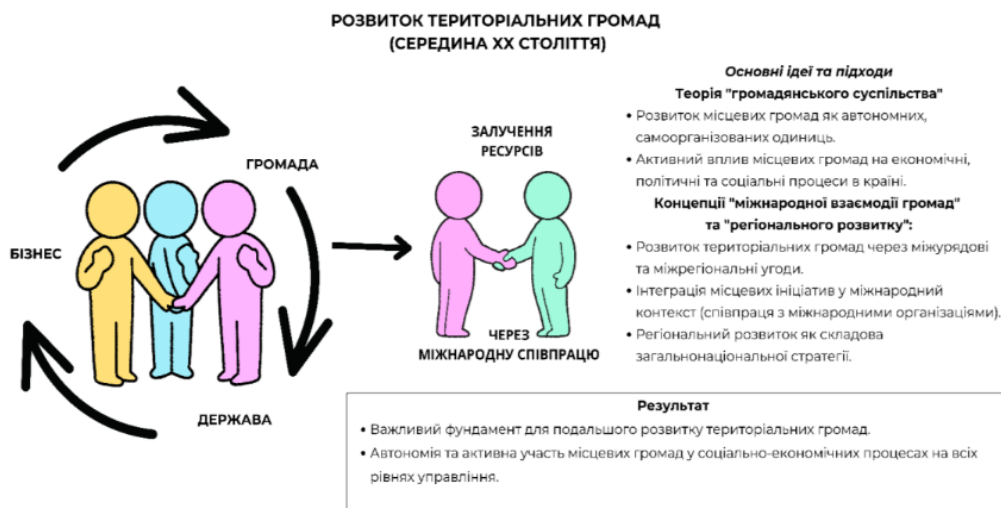 РОЗВИТОК ТЕРИТОРІАЛЬНИХ ГРОМАД
(СЕРЕДИНА ХХ СТОЛІТТЯ)
ГРОМАДА
БІЗНЕС
ДЕРЖАВА
ЗАЛУЧЕННЯ
РЕСУРСІВ
ЧЕРЕЗ
МІЖНАРОДНУ СПІВПРАЦЮ
Основні ідеї та підходи
Теорія "громадянського суспільства"
• Розвиток місцевих громад як автономних,
самоорганізованих одиниць.
• Активний вплив місцевих громад на економічні,
політичні та соціальні процеси в країні.
Концепції "міжнародної взаємодії громад"
та "регіонального розвитку":
• Розвиток територіальних громад через міжурядові
та міжрегіональні угоди.
• Інтеграція місцевих ініціатив у міжнародний
контекст (співпраця з міжнародними організаціями).
• Регіональний розвиток як складова
загальнонаціональної стратегії.
Результат
• Важливий фундамент для подальшого розвитку територіальних громад.
• Автономія та активна участь місцевих громад у соціально-економічних процесах на всіх
рівнях управління.